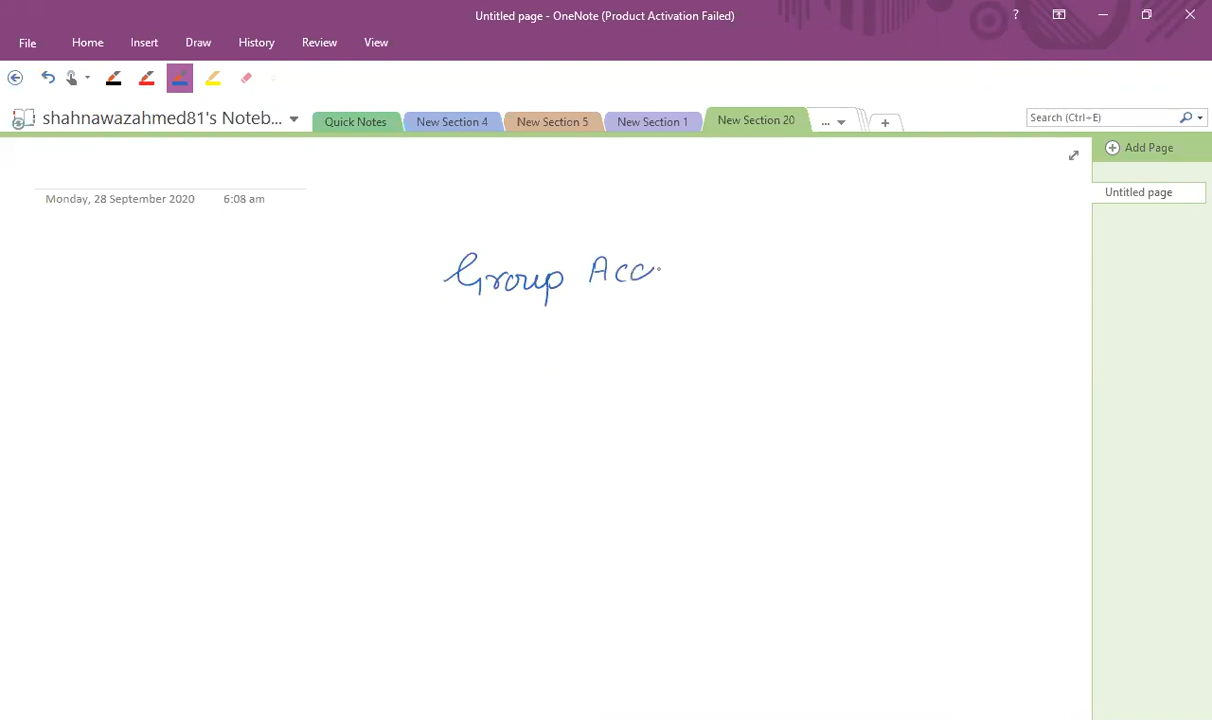 Untitled page - OneNote (Product Activation Failed)
?
File Home Insert Draw History Review View
shahnawazahmed81's Noteb... Quick Notes New Section 4 New Section 5 New Section 1 New Section 20 ... + Search (Ctrl+E)
Add Page
Untitled page
Monday, 28 September 2020 6:08 am
Group Acc